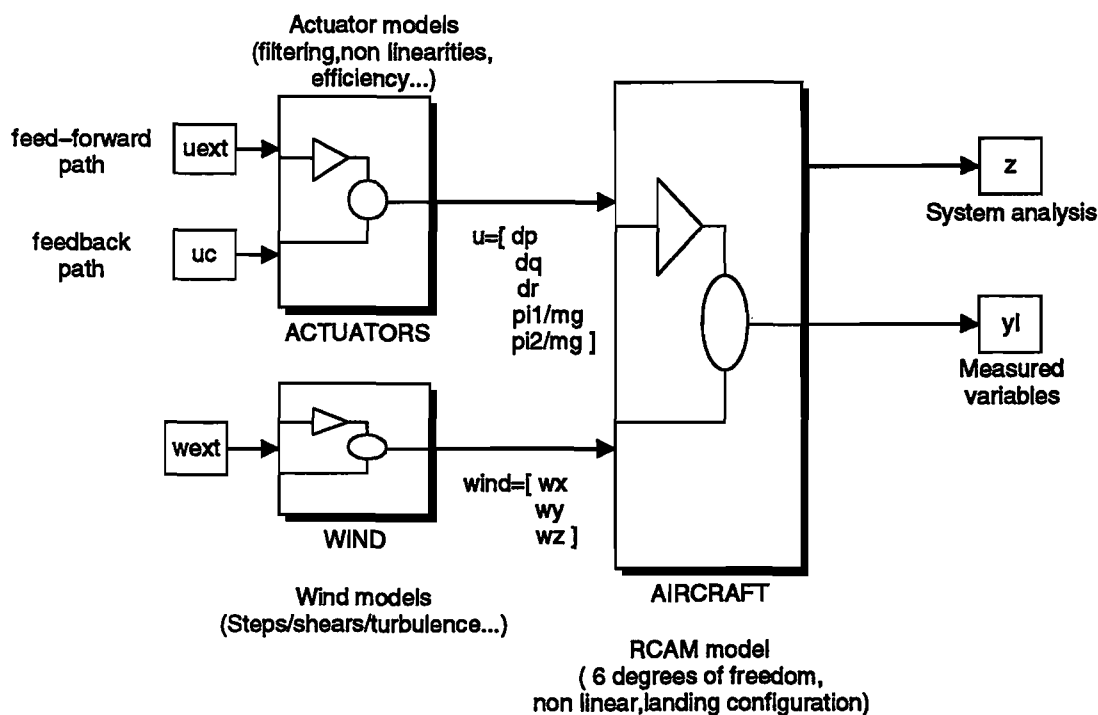 Actuator models
(filtering,non linearities,
efficiency...)
feed-forward
path
uext
feedback
path
uc
ACTUATORS
u=[ dp
dq
dr
pi1/mg
pi2/mg ]
wext
WIND
wind=[ wx
wy
wz ]
Wind models
(Steps/shears/turbulence...)
z
System analysis
yl
Measured
variables
AIRCRAFT
RCAM model
( 6 degrees of freedom,
non linear,landing configuration)